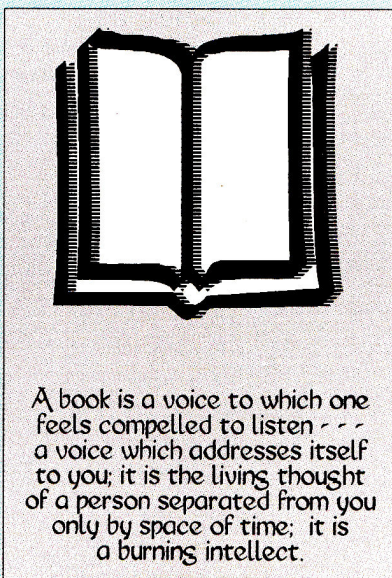 A book is a voice to which one
feels compelled to listen - - -
a voice which addresses itself
to you; it is the living thought
of a person separated from you
only by space of time; it is
a burning intellect.